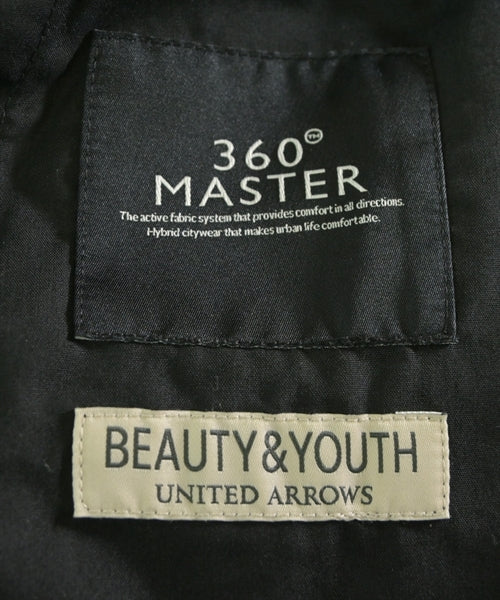 360°™
MASTER
The active fabric system that provides comfort in all directions.
Hybrid citywear that makes urban life comfortable.
BEAUTY&YOUTH
UNITED ARROWS